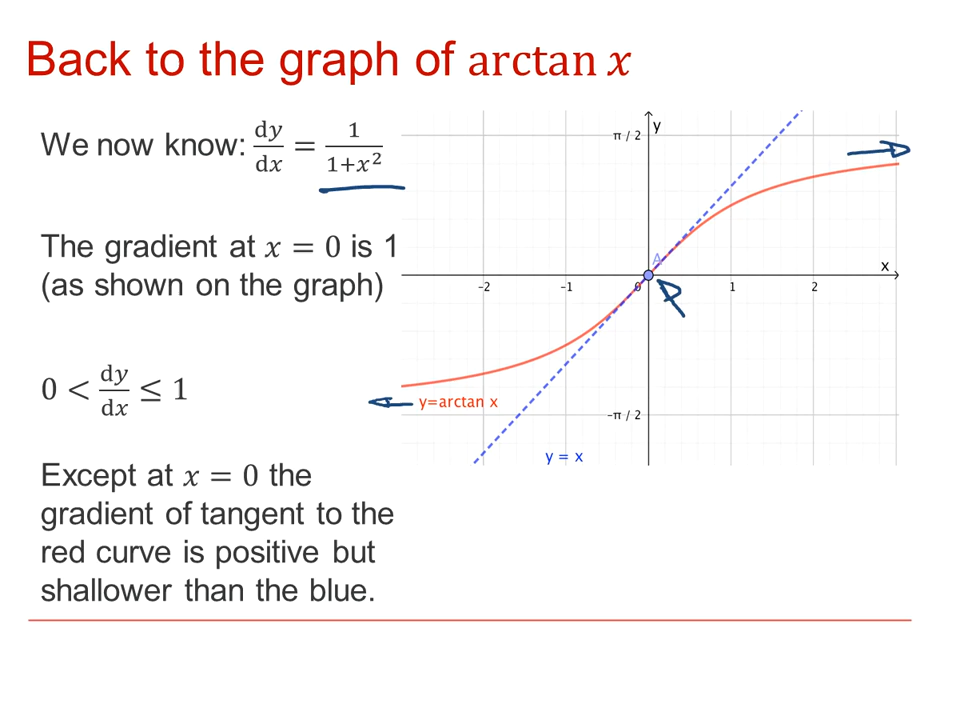 Back to the graph of arctan x
We now know: dy/dx = 1/(1+x²)
The gradient at x = 0 is 1
(as shown on the graph)
0 < dy/dx ≤ 1
Except at x = 0 the
gradient of tangent to the
red curve is positive but
shallower than the blue.
π / 2
y
A
x
-2
-1
0
1
2
y=arctan x
-π / 2
y = x